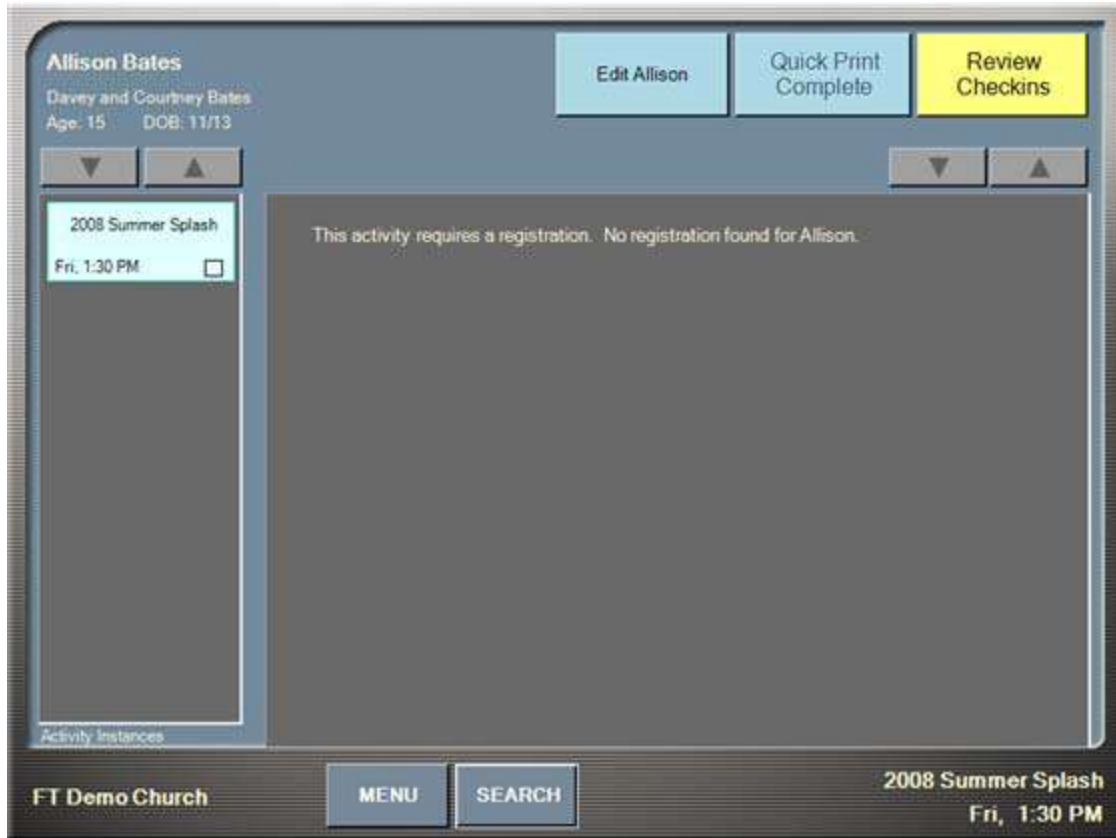 Allison Bates
Davey and Courtney Bates
Age: 15 DOB: 11/13
Edit Allison
Quick Print
Complete
Review
Checkins
2008 Summer Splash
Fri, 1:30 PM
This activity requires a registration. No registration found for Allison.
Activity Instances
FT Demo Church
MENU
SEARCH
2008 Summer Splash
Fri, 1:30 PM